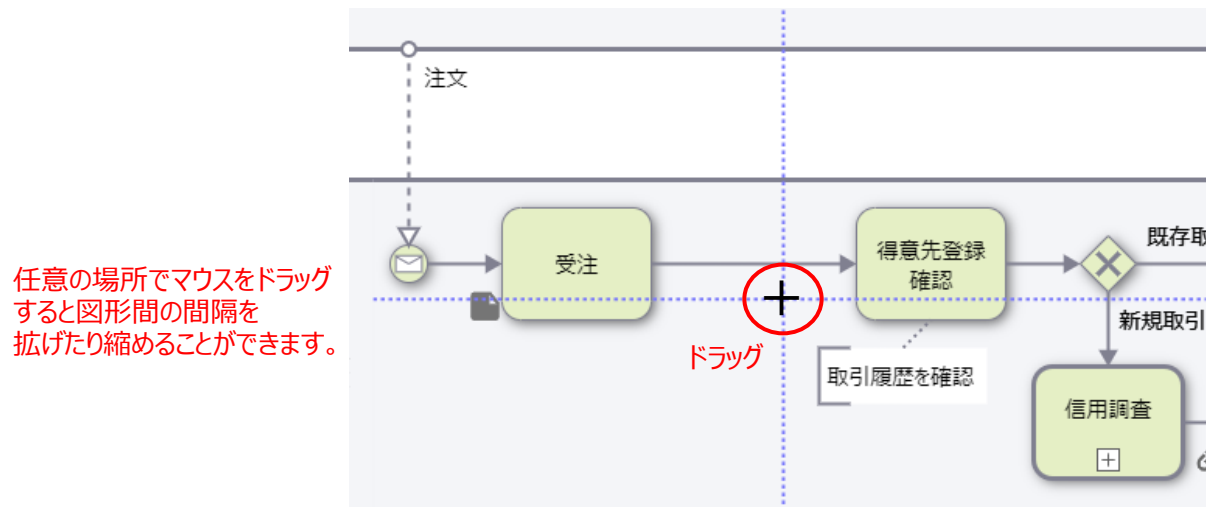 注文
受注
得意先登録
確認
既存取
新規取引
任意の場所でマウスをドラッグ
すると図形間の間隔を
拡げたり縮めることができます。
ドラッグ
取引履歴を確認
信用調査